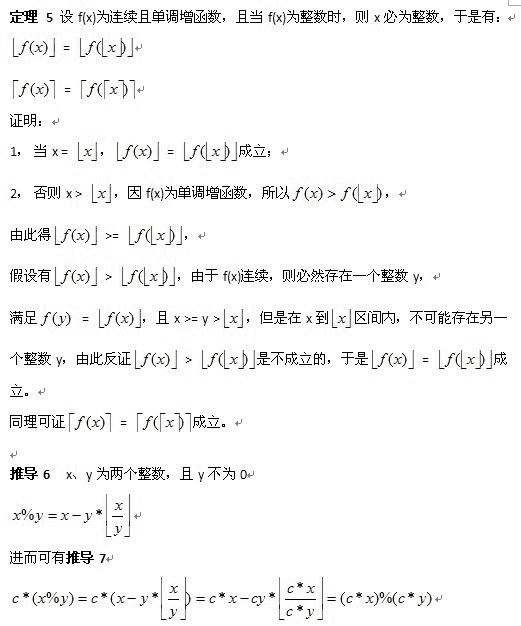 定理 5 设 f(x)为连续且单调增函数，且当 f(x)为整数时，则 x 必为整数，于是有：↵
⌊f(x)⌋ = ⌊f(⌊x⌋)⌋↵
⌈f(x)⌉ = ⌈f(⌈x⌉)⌉↵
证明：↵
1， 当 x = ⌊x⌋，⌊f(x)⌋ = ⌊f(⌊x⌋)⌋成立；↵
2， 否则 x > ⌊x⌋，因 f(x)为单调增函数，所以 f(x) > f(⌊x⌋)，↵
由此得⌊f(x)⌋ >= ⌊f(⌊x⌋)⌋，↵
假设有⌊f(x)⌋ > ⌊f(⌊x⌋)⌋，由于 f(x)连续，则必然存在一个整数 y，↵
满足 f(y) = ⌊f(x)⌋，且 x >= y > ⌊x⌋，但是在 x 到⌊x⌋区间内，不可能存在另一
个整数 y，由此反证⌊f(x)⌋ > ⌊f(⌊x⌋)⌋是不成立的，于是⌊f(x)⌋ = ⌊f(⌊x⌋)⌋成
立。↵
同理可证⌈f(x)⌉ = ⌈f(⌈x⌉)⌉成立。↵
↵
推导 6 x、y 为两个整数，且 y 不为 0↵
x%y = x − y * ⌊x/y⌋↵
进而可有推导 7↵
c * (x%y) = c * (x − y * ⌊x/y⌋) = c * x − cy * ⌊c * x/c * y⌋ = (c * x)%(c * y)↵